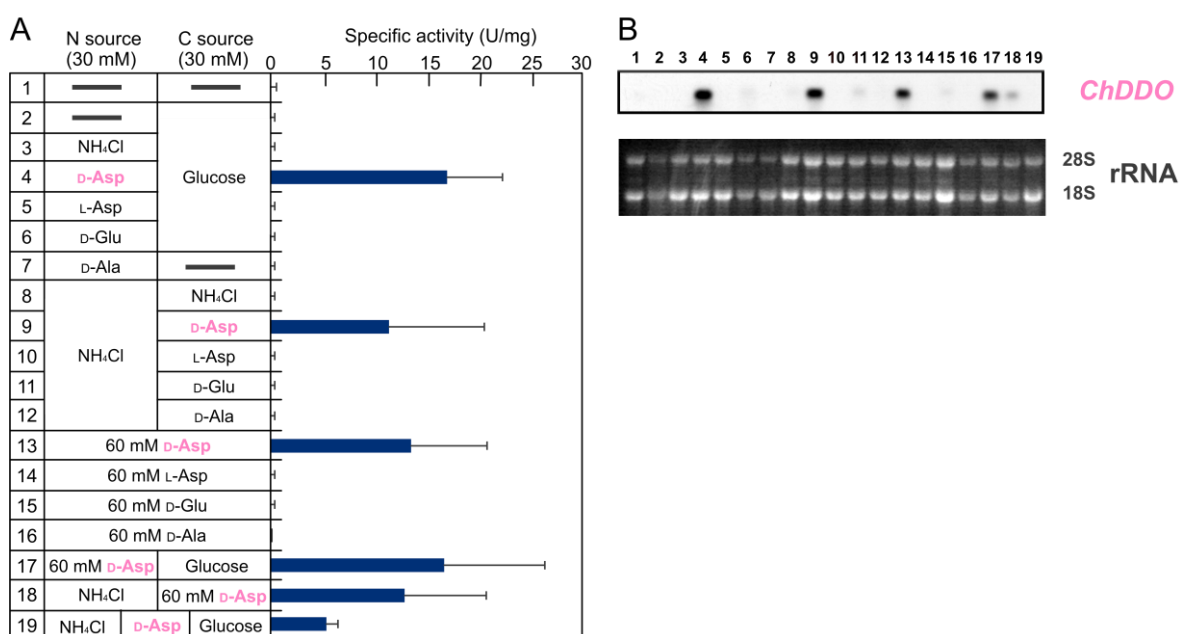 A
N source
(30 mM)
C source
(30 mM)
Specific activity (U/mg)
0 5 10 15 20 25 30
1
2
3 NH₄Cl
4 D-Asp Glucose
5 L-Asp
6 D-Glu
7 D-Ala
8 NH₄Cl
9 D-Asp
10 NH₄Cl L-Asp
11 D-Glu
12 D-Ala
13 60 mM D-Asp
14 60 mM L-Asp
15 60 mM D-Glu
16 60 mM D-Ala
17 60 mM D-Asp Glucose
18 NH₄Cl 60 mM D-Asp
19 NH₄Cl D-Asp Glucose
B
1 2 3 4 5 6 7 8 9 10 11 12 13 14 15 16 17 18 19
ChDDO
28S
rRNA
18S